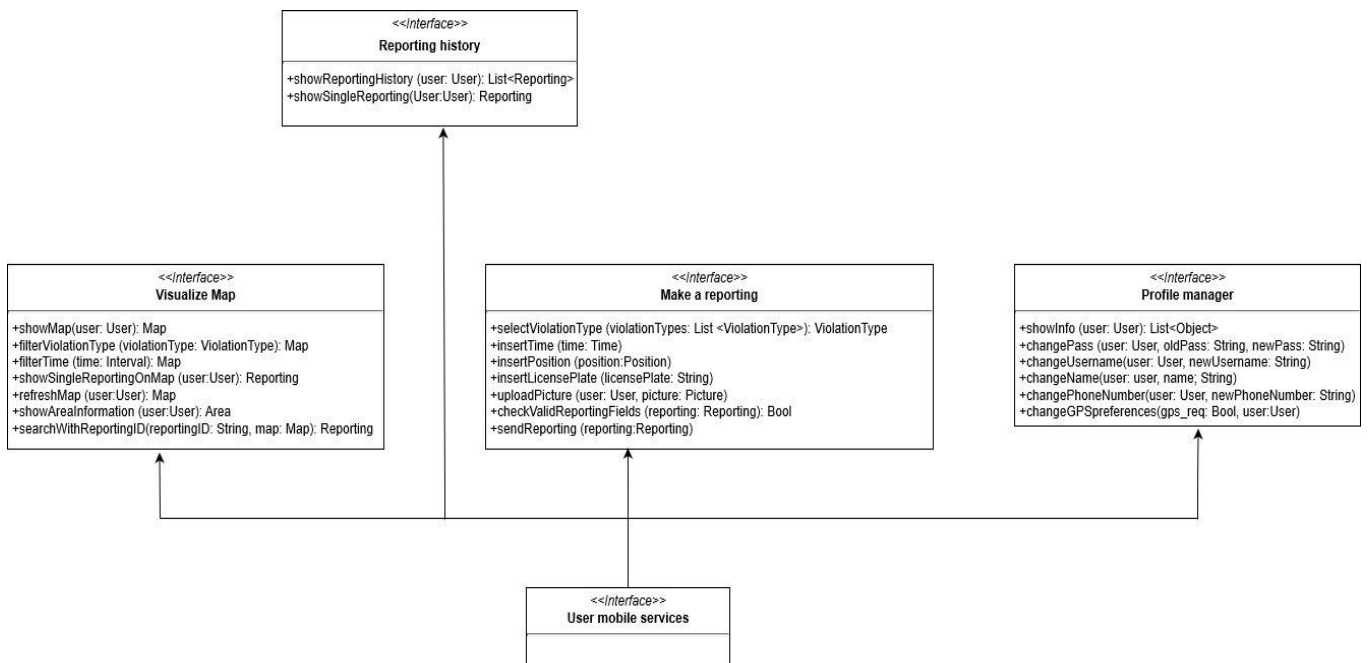 <<Interface>>
Reporting history
+showReportingHistory (user: User): List<Reporting>
+showSingleReporting(User:User): Reporting
<<Interface>>
Visualize Map
+showMap(user: User): Map
+filterViolationType (violationType: ViolationType): Map
+filterTime (time: Interval): Map
+showSingleReportingOnMap (user:User): Reporting
+refreshMap (user:User): Map
+showAreaInformation (user:User): Area
+searchWithReportingID(reportingID: String, map: Map): Reporting
<<Interface>>
Make a reporting
+selectViolationType (violationTypes: List <ViolationType>): ViolationType
+insertTime (time: Time)
+insertPosition (position:Position)
+insertLicensePlate (licensePlate: String)
+uploadPicture (user: User, picture: Picture)
+checkValidReportingFields (reporting: Reporting): Bool
+sendReporting (reporting:Reporting)
<<Interface>>
Profile manager
+showInfo (user: User): List<Object>
+changePass (user: User, oldPass: String, newPass: String)
+changeUsername(user: User, newUsername: String)
+changeName(user: user, name; String)
+changePhoneNumber(user: User, newPhoneNumber: String)
+changeGPSpreferences(gps_req: Bool, user:User)
<<Interface>>
User mobile services